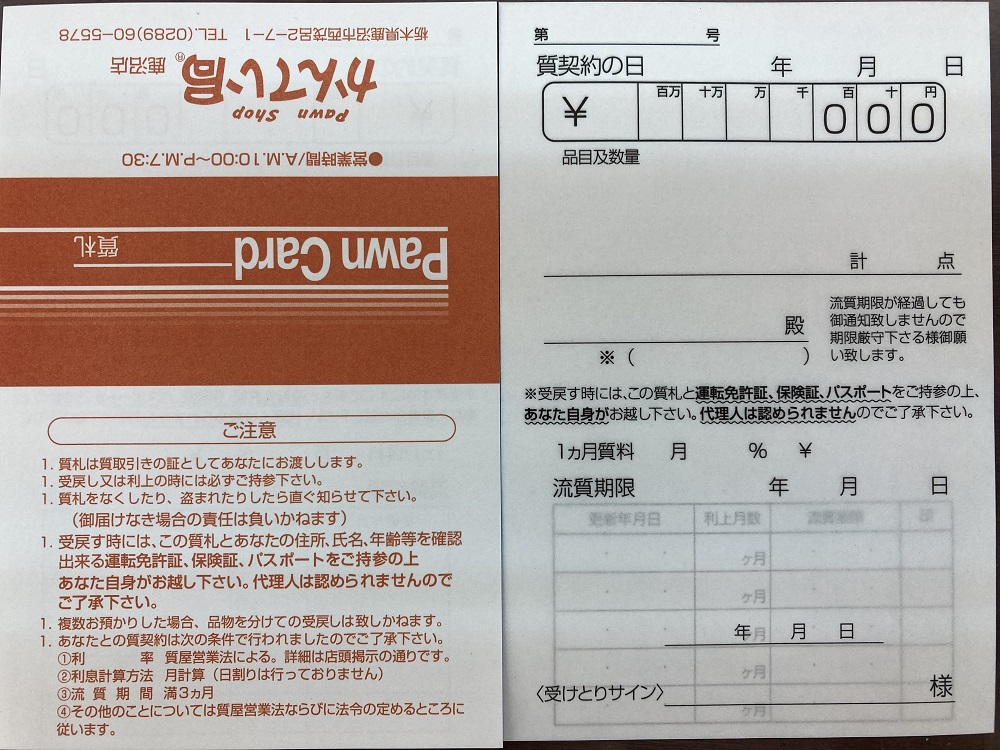 栃木県鹿沼市西茂呂2-7-1 TEL.(0289)60-5578
かんてい局® 鹿沼店
Pawn Shop
●営業時間/A.M.10:00〜P.M.7:30
Pawn Card 質札
ご注意
1. 質札は質取引きの証としてあなたにお渡しします。
1. 受戻し又は利上の時には必ずご持参下さい。
1. 質札をなくしたり、盗まれたりしたら直ぐ知らせて下さい。
(御届けなき場合の責任は負いかねます)
1. 受戻す時には、この質札とあなたの住所、氏名、年齢等を確認
出来る運転免許証、保険証、パスポートをご持参の上
あなた自身がお越し下さい。代理人は認められませんので
ご了承下さい。
1. 複数お預かりした場合、品物を分けての受戻しは致しかねます。
1. あなたとの質契約は次の条件で行われましたのでご了承下さい。
①利 率 質屋営業法による。詳細は店頭掲示の通りです。
②利息計算方法 月計算(日割りは行っておりません)
③流質期間 満3ヵ月
④その他のことについては質屋営業法ならびに法令の定めるところに
従います。
第 号
質契約の日 年 月 日
¥ 百万 十万 万 千 百 十 円
0 0 0
品目及数量
計 点
殿
※( )
流質期限が経過しても
御通知致しませんので
期限厳守下さる様御願
い致します。
※受戻す時には、この質札と運転免許証、保険証、パスポートをご持参の上、
あなた自身がお越し下さい。代理人は認められませんのでご了承下さい。
1ヵ月質料 月 % ¥
流質期限 年 月 日
更新年月日 利上月数 流質期限
ヶ月
ヶ月
ヶ月
年 月 日
ヶ月
〈受けとりサイン〉 様
ヶ月